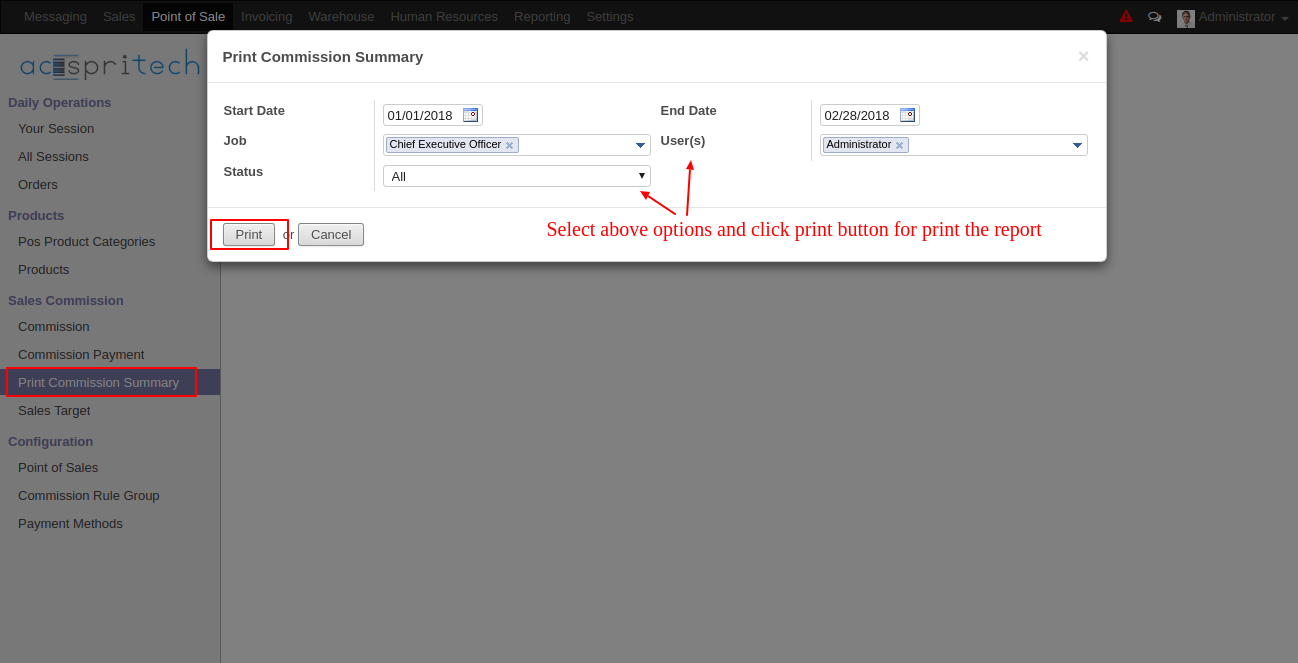 Messaging Sales Point of Sale Invoicing Warehouse Human Resources Reporting Settings Administrator
acespritech
Print Commission Summary ×
Start Date 01/01/2018 End Date 02/28/2018
Job Chief Executive Officer × User(s) Administrator ×
Status All
Select above options and click print button for print the report
Print or Cancel
Daily Operations
Your Session
All Sessions
Orders
Products
Pos Product Categories
Products
Sales Commission
Commission
Commission Payment
Print Commission Summary
Sales Target
Configuration
Point of Sales
Commission Rule Group
Payment Methods